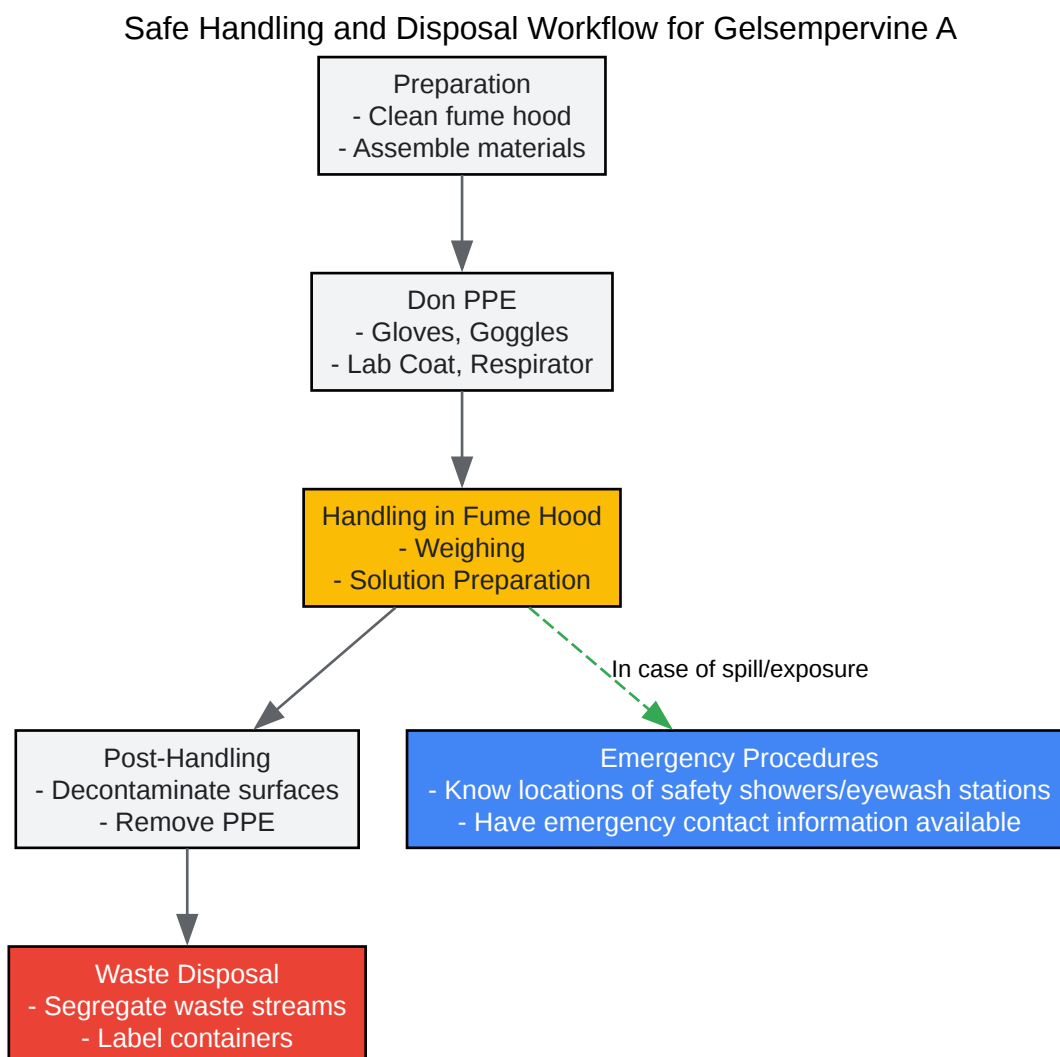 Safe Handling and Disposal Workflow for Gelsempervine A
Preparation
- Clean fume hood
- Assemble materials
Don PPE
- Gloves, Goggles
- Lab Coat, Respirator
Handling in Fume Hood
- Weighing
- Solution Preparation
In case of spill/exposure
Post-Handling
- Decontaminate surfaces
- Remove PPE
Emergency Procedures
- Know locations of safety showers/eyewash stations
- Have emergency contact information available
Waste Disposal
- Segregate waste streams
- Label containers